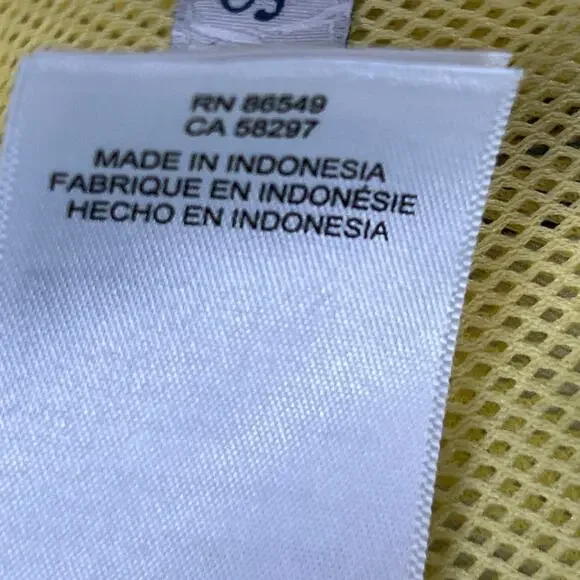 RN 86549
CA 58297
MADE IN INDONESIA
FABRIQUE EN INDONÉSIE
HECHO EN INDONESIA